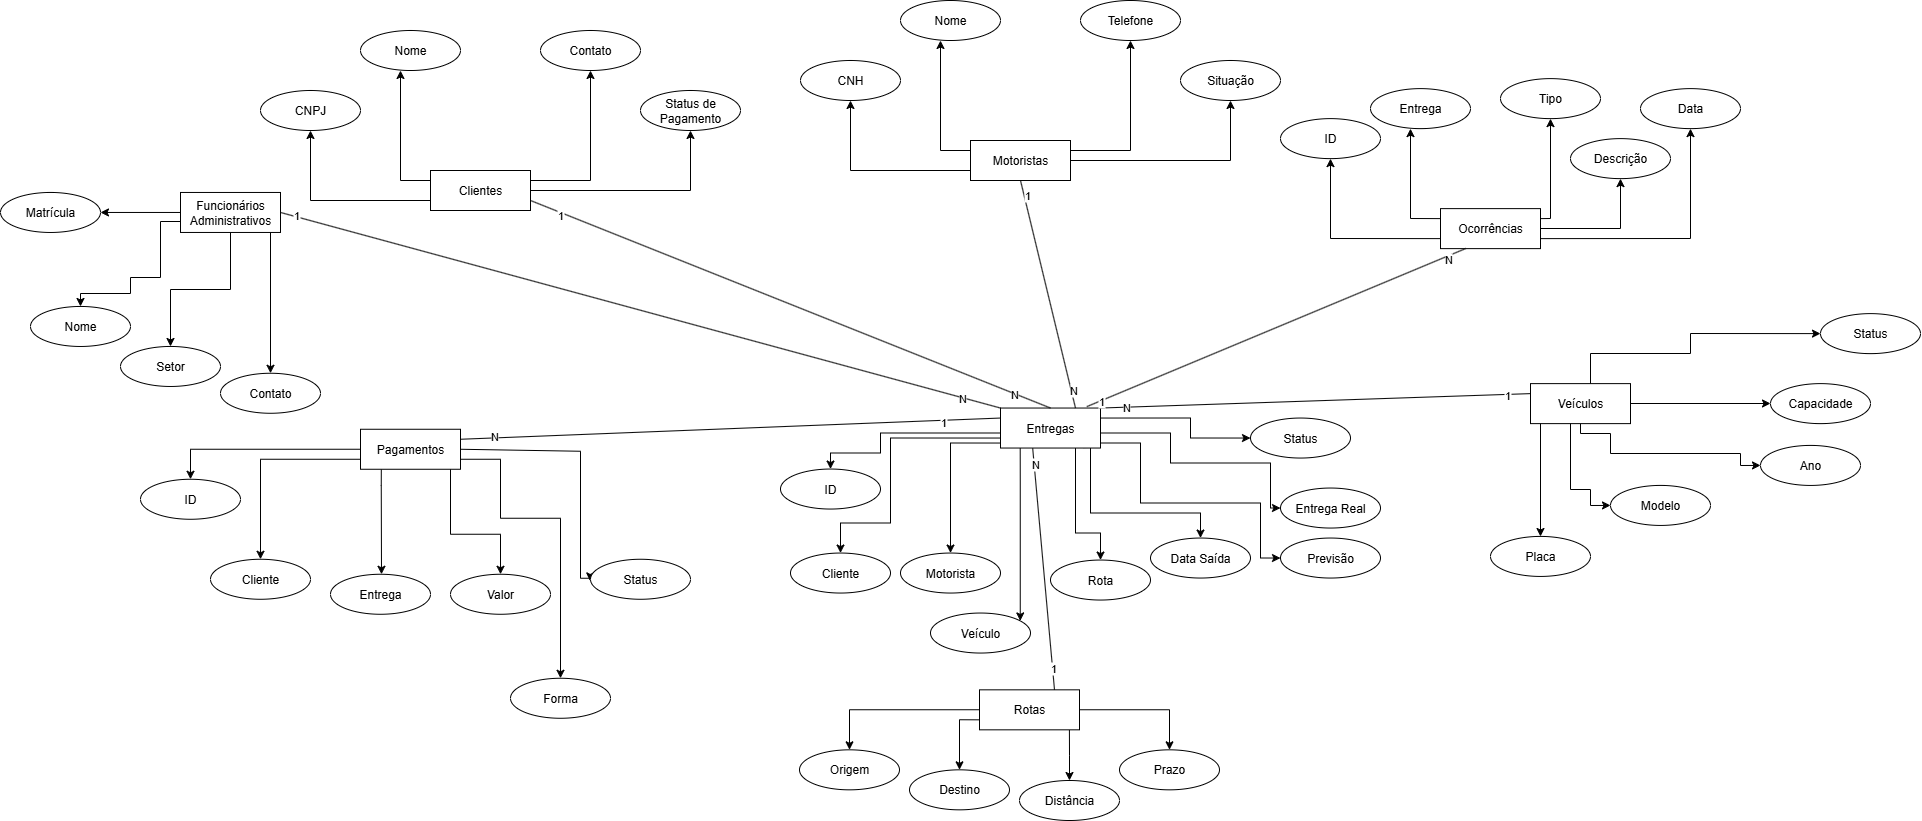 Nome
Telefone
Nome
Contato
CNH
Situação
CNPJ
Status de
Pagamento
Entrega
Tipo
Data
ID
Motoristas
Descrição
Clientes
1
Matrícula
Funcionários
Administrativos
1
1
Ocorrências
N
Nome
Status
Setor
Contato
N
N
N
1
N
1
Veículos
Capacidade
N
1
Entregas
Status
Pagamentos
N
Ano
ID
ID
Entrega Real
Modelo
Cliente
Entrega
Valor
Status
Cliente
Motorista
Rota
Data Saída
Previsão
Placa
Veículo
1
Forma
Rotas
Origem
Destino
Distância
Prazo